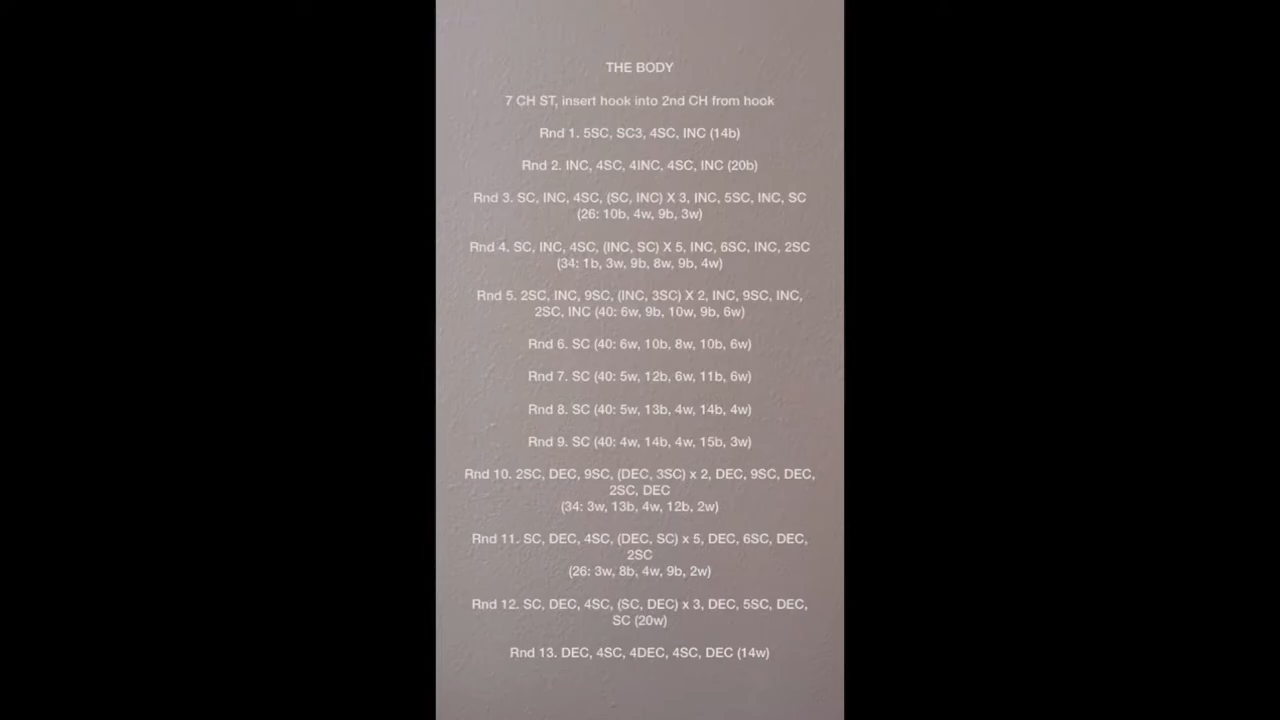 THE BODY
7 CH ST, insert hook into 2nd CH from hook
Rnd 1. 5SC, SC3, 4SC, INC (14b)
Rnd 2. INC, 4SC, 4INC, 4SC, INC (20b)
Rnd 3. SC, INC, 4SC, (SC, INC) X 3, INC, 5SC, INC, SC
(26: 10b, 4w, 9b, 3w)
Rnd 4. SC, INC, 4SC, (INC, SC) X 5, INC, 6SC, INC, 2SC
(34: 1b, 3w, 9b, 8w, 9b, 4w)
Rnd 5. 2SC, INC, 9SC, (INC, 3SC) X 2, INC, 9SC, INC,
2SC, INC (40: 6w, 9b, 10w, 9b, 6w)
Rnd 6. SC (40: 6w, 10b, 8w, 10b, 6w)
Rnd 7. SC (40: 5w, 12b, 6w, 11b, 6w)
Rnd 8. SC (40: 5w, 13b, 4w, 14b, 4w)
Rnd 9. SC (40: 4w, 14b, 4w, 15b, 3w)
Rnd 10. 2SC, DEC, 9SC, (DEC, 3SC) x 2, DEC, 9SC, DEC,
2SC, DEC
(34: 3w, 13b, 4w, 12b, 2w)
Rnd 11. SC, DEC, 4SC, (DEC, SC) x 5, DEC, 6SC, DEC,
2SC
(26: 3w, 8b, 4w, 9b, 2w)
Rnd 12. SC, DEC, 4SC, (SC, DEC) x 3, DEC, 5SC, DEC,
SC (20w)
Rnd 13. DEC, 4SC, 4DEC, 4SC, DEC (14w)